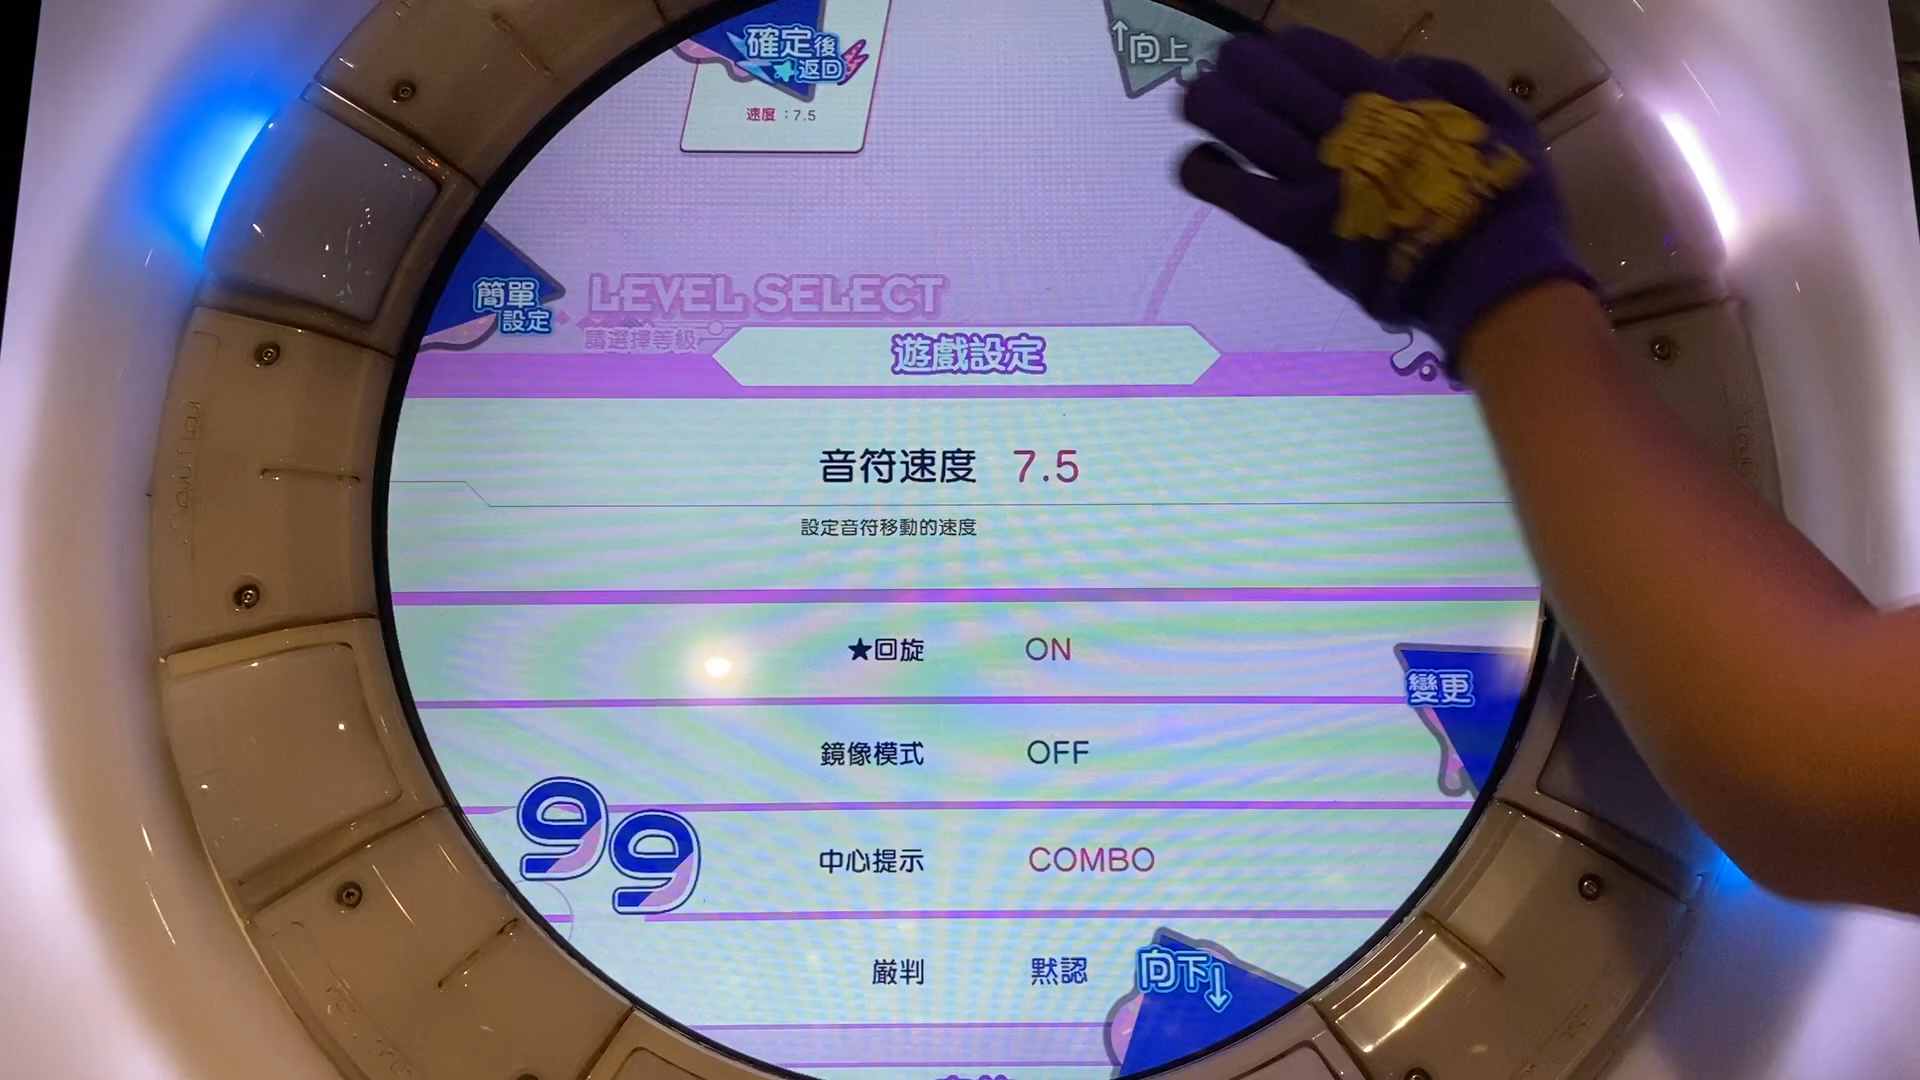 確定後
返回
↑向上
速度：7.5
簡單
設定
LEVEL SELECT
請選擇等級
遊戲設定
音符速度 7.5
設定音符移動的速度
★回旋 ON
變更
鏡像模式 OFF
99
中心提示 COMBO
厳判 默認
向下↓